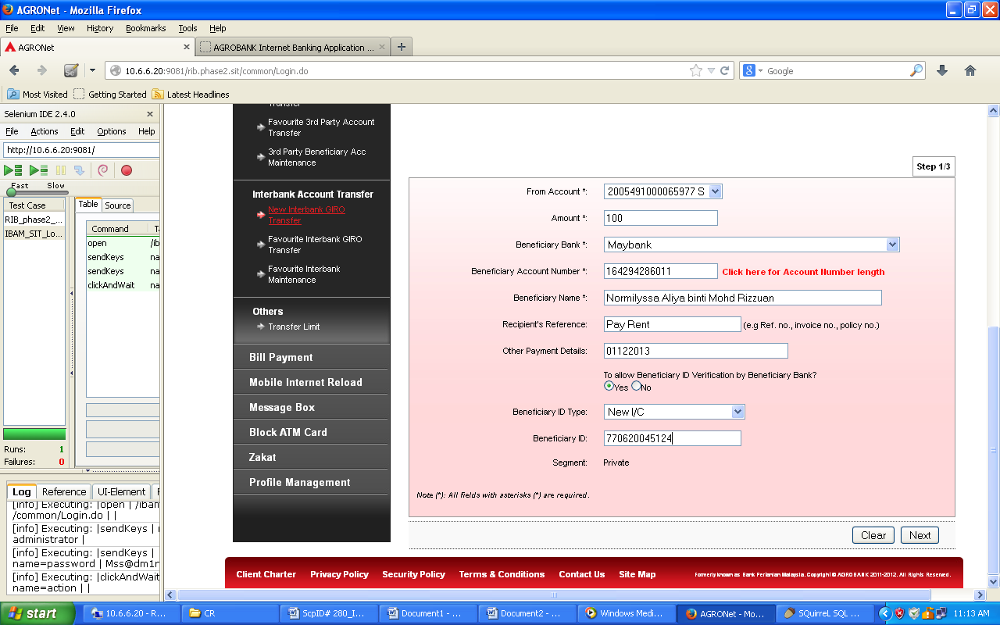 AGRONet - Mozilla Firefox
File Edit View History Bookmarks Tools Help
AGRONet
AGROBANK Internet Banking Application ...
10.6.6.20:9081/rib.phase2.sit/common/Login.do
Google
Most Visited Getting Started Latest Headlines
Selenium IDE 2.4.0
File Actions Edit Options Help
http://10.6.6.20:9081/
Fast Slow
Test Case
RIB_phase2_...
IBAM_SIT_Lo...
Table Source
Command T
open /iba
sendKeys na
sendKeys na
clickAndWait na
Runs: 1
Failures: 0
Log Reference UI-Element
[info] Executing: |open | /ibam
/common/Login.do | |
[info] Executing: |sendKeys |
administrator |
[info] Executing: |sendKeys |
name=password | Mss@dm1n
[info] Executing: |clickAndWait
name=action | |
Transfer
Favourite 3rd Party Account
Transfer
3rd Party Beneficiary Acc
Maintenance
Interbank Account Transfer
New Interbank GIRO
Transfer
Favourite Interbank GIRO
Transfer
Favourite Interbank
Maintenance
Others
Transfer Limit
Bill Payment
Mobile Internet Reload
Message Box
Block ATM Card
Zakat
Profile Management
Step 1/3
From Account *: 2005491000065977 S
Amount *: 100
Beneficiary Bank *: Maybank
Beneficiary Account Number *: 164294286011 Click here for Account Number length
Beneficiary Name *: Normilyssa Aliya binti Mohd Rizzuan
Recipient's Reference: Pay Rent (e.g Ref. no., invoice no., policy no.)
Other Payment Details: 01122013
To allow Beneficiary ID Verification by Beneficiary Bank?
Yes No
Beneficiary ID Type: New I/C
Beneficiary ID: 770620045124
Segment: Private
Note (*): All fields with asterisks (*) are required.
Clear Next
Client Charter Privacy Policy Security Policy Terms & Conditions Contact Us Site Map
Formerly known as Bank Pertanian Malaysia. Copyright © AGROBANK 2011-2012. All Rights Reserved.
start
10.6.6.20 - R...
CR
ScpID# 280_I...
Document1 - ...
Document2 - ...
Windows Medi...
AGRONet - Mo...
SQuirreL SQL ...
11:13 AM